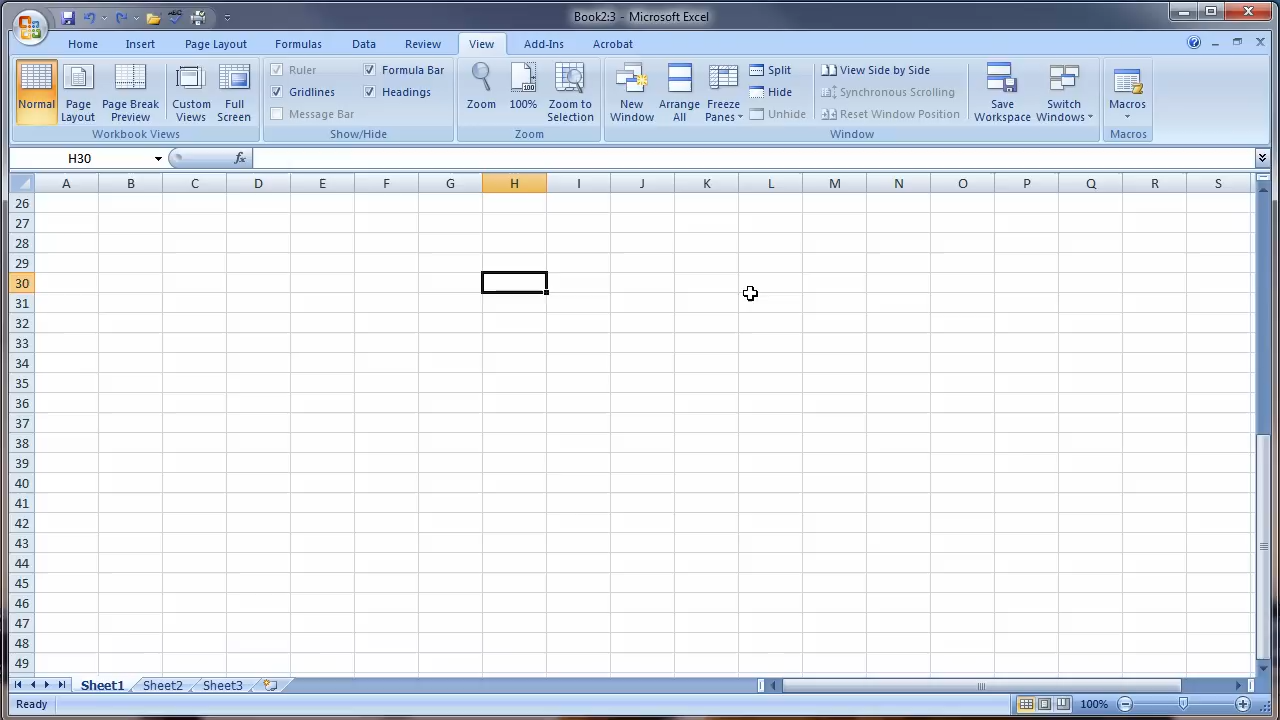 Book2:3 - Microsoft Excel
Home Insert Page Layout Formulas Data Review View Add-Ins Acrobat
Normal Page Layout Page Break Preview Custom Views Full Screen
Workbook Views
Ruler Formula Bar
Gridlines Headings
Message Bar
Show/Hide
Zoom 100% Zoom to Selection
Zoom
New Window Arrange All Freeze Panes
Split
Hide
Unhide
View Side by Side
Synchronous Scrolling
Reset Window Position
Save Workspace Switch Windows
Window
Macros
Macros
H30 fx
A B C D E F G H I J K L M N O P Q R S
26
27
28
29
30
31
32
33
34
35
36
37
38
39
40
41
42
43
44
45
46
47
48
49
Sheet1 Sheet2 Sheet3
Ready 100%